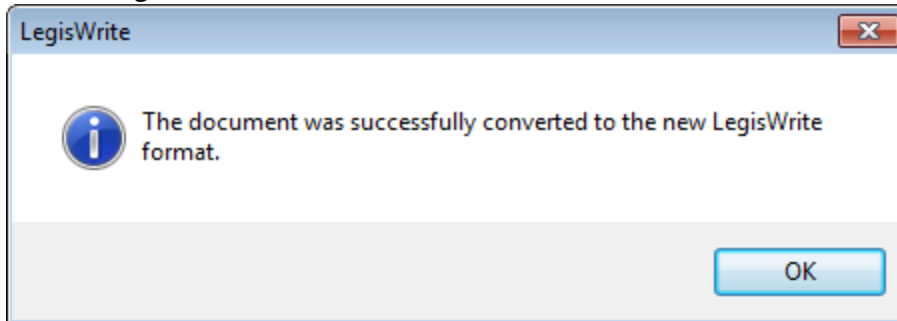 LegisWrite
The document was successfully converted to the new LegisWrite
format.
OK